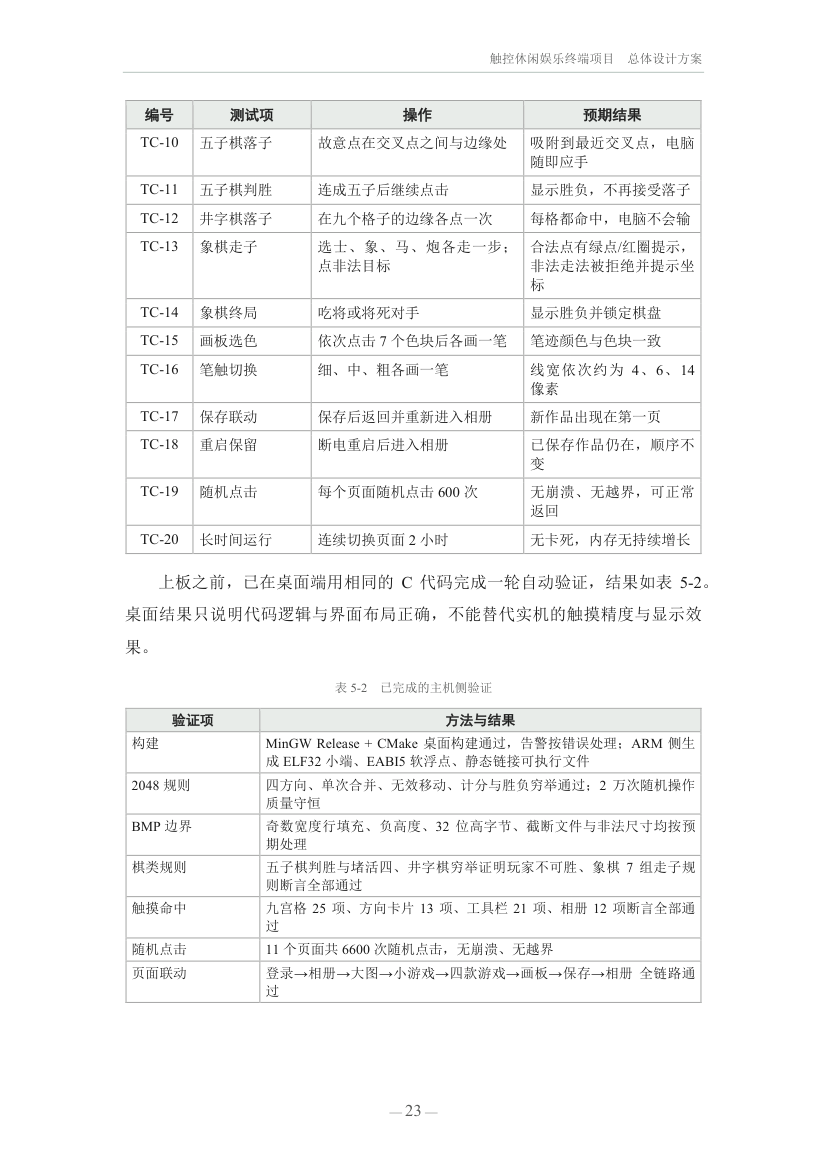 触控休闲娱乐终端项目 总体设计方案
编号 测试项 操作 预期结果
TC-10 五子棋落子 故意点在交叉点之间与边缘处 吸附到最近交叉点，电脑
随即应手
TC-11 五子棋判胜 连成五子后继续点击 显示胜负，不再接受落子
TC-12 井字棋落子 在九个格子的边缘各点一次 每格都命中，电脑不会输
TC-13 象棋走子 选士、象、马、炮各走一步； 合法点有绿点/红圈提示，
点非法目标 非法走法被拒绝并提示坐
标
TC-14 象棋终局 吃将或将死对手 显示胜负并锁定棋盘
TC-15 画板选色 依次点击 7 个色块后各画一笔 笔迹颜色与色块一致
TC-16 笔触切换 细、中、粗各画一笔 线宽依次约为 4、6、14
像素
TC-17 保存联动 保存后返回并重新进入相册 新作品出现在第一页
TC-18 重启保留 断电重启后进入相册 已保存作品仍在，顺序不
变
TC-19 随机点击 每个页面随机点击 600 次 无崩溃、无越界，可正常
返回
TC-20 长时间运行 连续切换页面 2 小时 无卡死，内存无持续增长
上板之前，已在桌面端用相同的 C 代码完成一轮自动验证，结果如表 5-2。
桌面结果只说明代码逻辑与界面布局正确，不能替代实机的触摸精度与显示效
果。
表 5-2 已完成的主机侧验证
验证项 方法与结果
构建 MinGW Release + CMake 桌面构建通过，告警按错误处理；ARM 侧生
成 ELF32 小端、EABI5 软浮点、静态链接可执行文件
2048 规则 四方向、单次合并、无效移动、计分与胜负穷举通过；2 万次随机操作
质量守恒
BMP 边界 奇数宽度行填充、负高度、32 位高字节、截断文件与非法尺寸均按预
期处理
棋类规则 五子棋判胜与堵活四、井字棋穷举证明玩家不可胜、象棋 7 组走子规
则断言全部通过
触摸命中 九宫格 25 项、方向卡片 13 项、工具栏 21 项、相册 12 项断言全部通
过
随机点击 11 个页面共 6600 次随机点击，无崩溃、无越界
页面联动 登录→相册→大图→小游戏→四款游戏→画板→保存→相册 全链路通
过
— 23 —